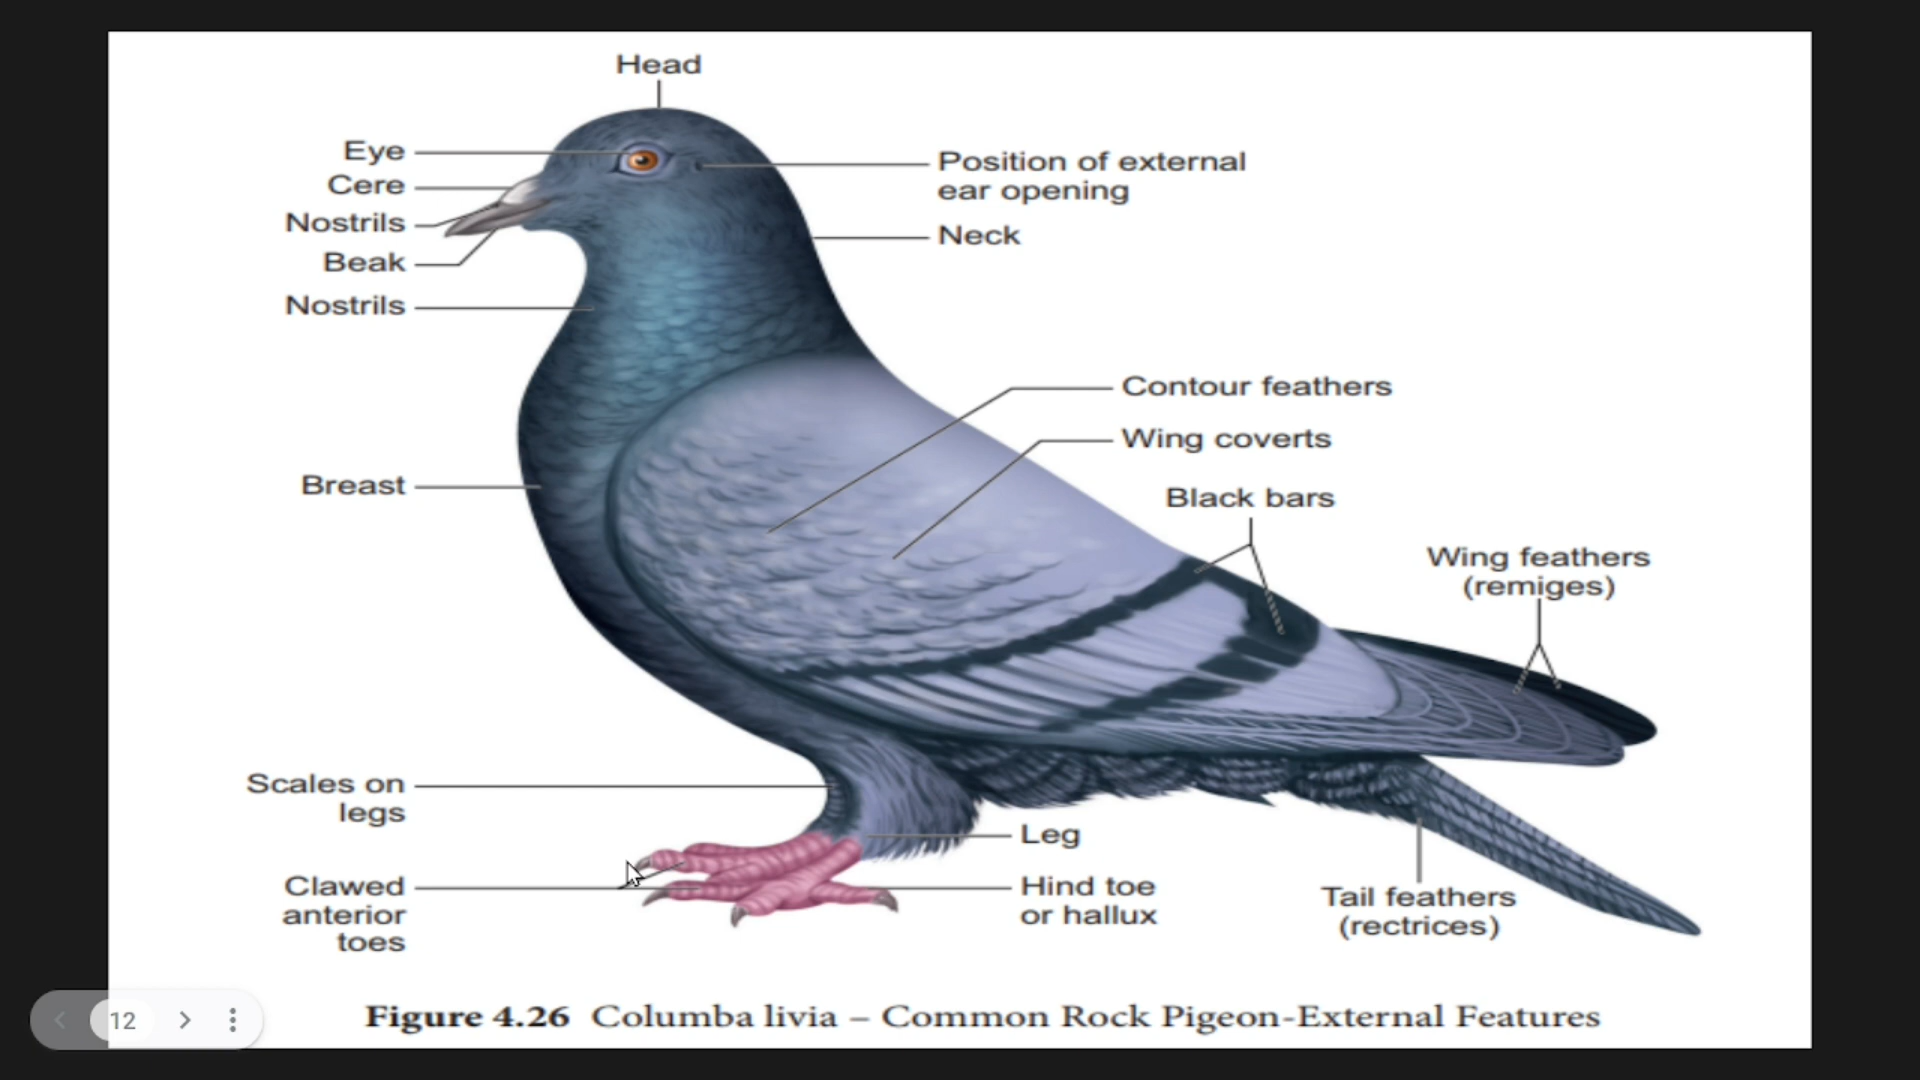 Head
Eye
Cere
Nostrils
Beak
Nostrils
Position of external
ear opening
Neck
Contour feathers
Wing coverts
Breast
Black bars
Wing feathers
(remiges)
Scales on
legs
Leg
Clawed
anterior
toes
Hind toe
or hallux
Tail feathers
(rectrices)
12
Figure 4.26 Columba livia – Common Rock Pigeon-External Features